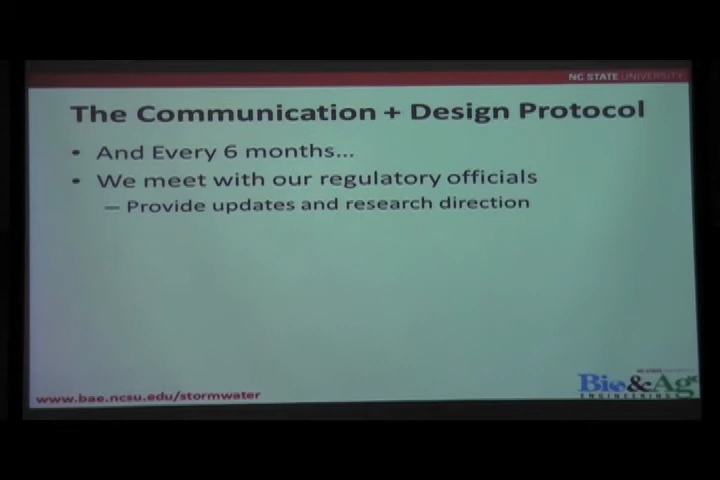 NC STATE UNIVERSITY
The Communication + Design Protocol
• And Every 6 months...
• We meet with our regulatory officials
– Provide updates and research direction
www.bae.ncsu.edu/stormwater
Bio&Ag
ENGINEERING